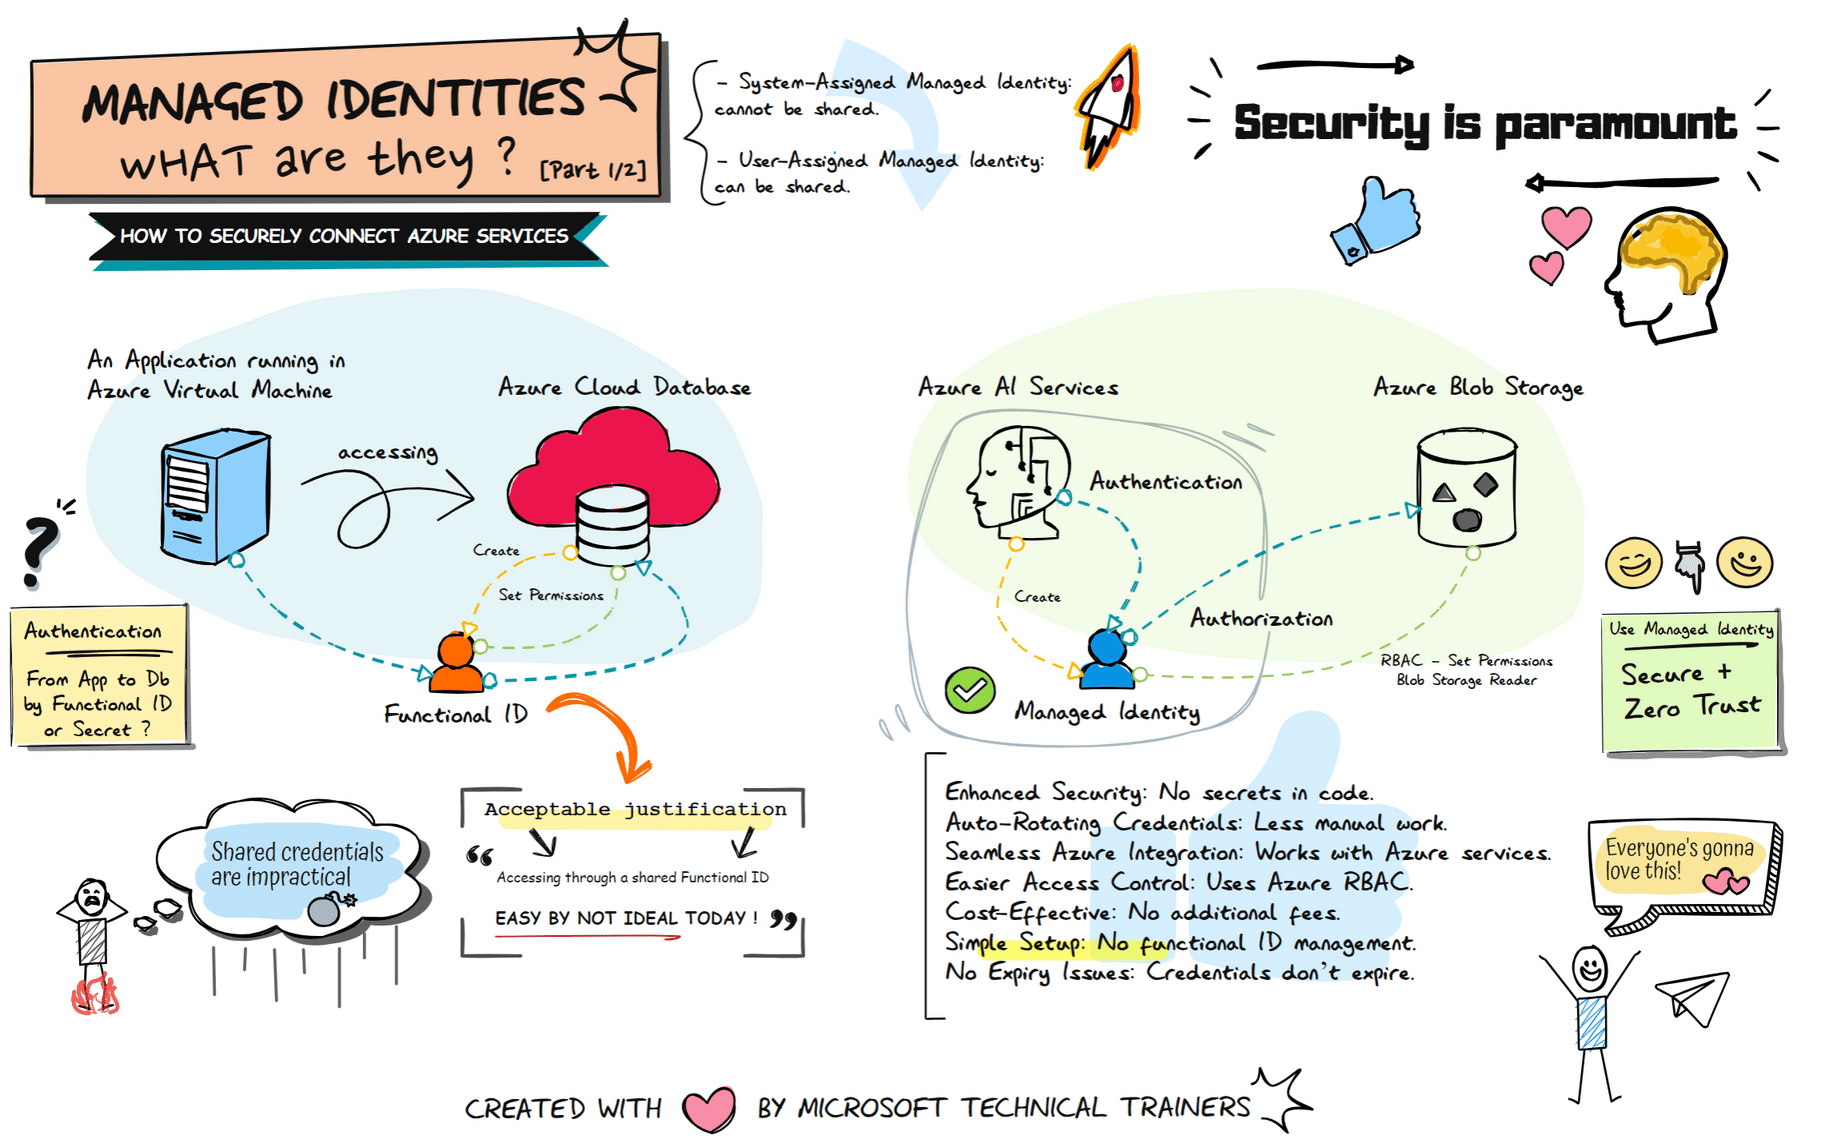 MANAGED IDENTITIES
WHAT are they ?
[Part 1/2]
HOW TO SECURELY CONNECT AZURE SERVICES
- System-Assigned Managed Identity:
cannot be shared.
- User-Assigned Managed Identity:
can be shared.
Security is paramount
An Application running in
Azure Virtual Machine
accessing
Azure Cloud Database
Create
Set Permissions
Functional ID
?
Authentication
From App to Db
by Functional ID
or Secret ?
Shared credentials
are impractical
Acceptable justification
“
Accessing through a shared Functional ID
EASY BY NOT IDEAL TODAY ! ”
Azure AI Services
Azure Blob Storage
Authentication
Create
Authorization
RBAC - Set Permissions
Blob Storage Reader
Managed Identity
Use Managed Identity
Secure +
Zero Trust
Enhanced Security: No secrets in code.
Auto-Rotating Credentials: Less manual work.
Seamless Azure Integration: Works with Azure services.
Easier Access Control: Uses Azure RBAC.
Cost-Effective: No additional fees.
Simple Setup: No functional ID management.
No Expiry Issues: Credentials don't expire.
Everyone's gonna
love this!
CREATED WITH BY MICROSOFT TECHNICAL TRAINERS